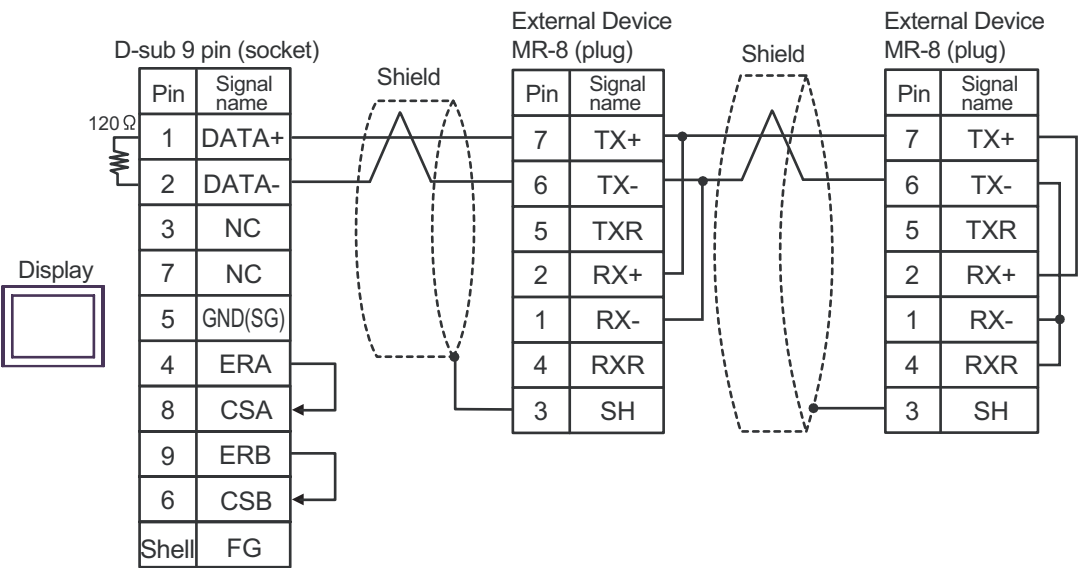 External Device
MR-8 (plug)
External Device
MR-8 (plug)
D-sub 9 pin (socket)
Shield
Shield
Pin Signal name
1 DATA+
2 DATA-
3 NC
7 NC
5 GND(SG)
4 ERA
8 CSA
9 ERB
6 CSB
Shell FG
120Ω
Display
Pin Signal name
7 TX+
6 TX-
5 TXR
2 RX+
1 RX-
4 RXR
3 SH
Pin Signal name
7 TX+
6 TX-
5 TXR
2 RX+
1 RX-
4 RXR
3 SH